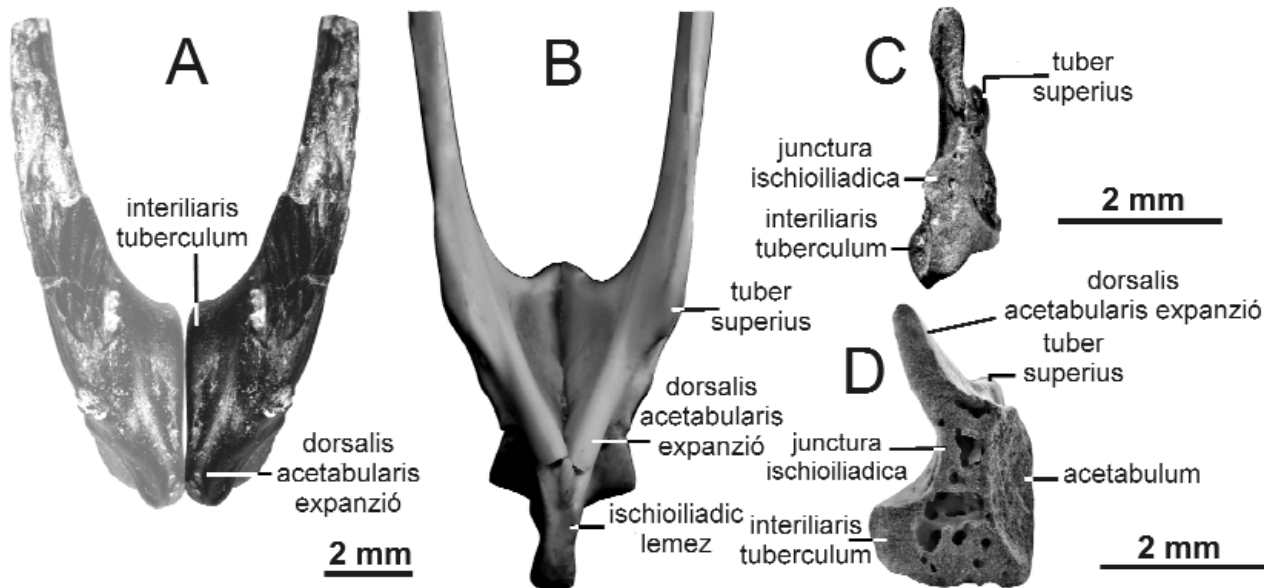 A
interiliaris
tuberculum
dorsalis
acetabularis
expanzió
2 mm
B
tuber
superius
dorsalis
acetabularis
expanzió
ischioiliadic
lemez
C
tuber
superius
junctura
ischioiliadica
interiliaris
tuberculum
2 mm
dorsalis
acetabularis expanzió
tuber
superius
D
junctura
ischioiliadica
acetabulum
interiliaris
tuberculum
2 mm